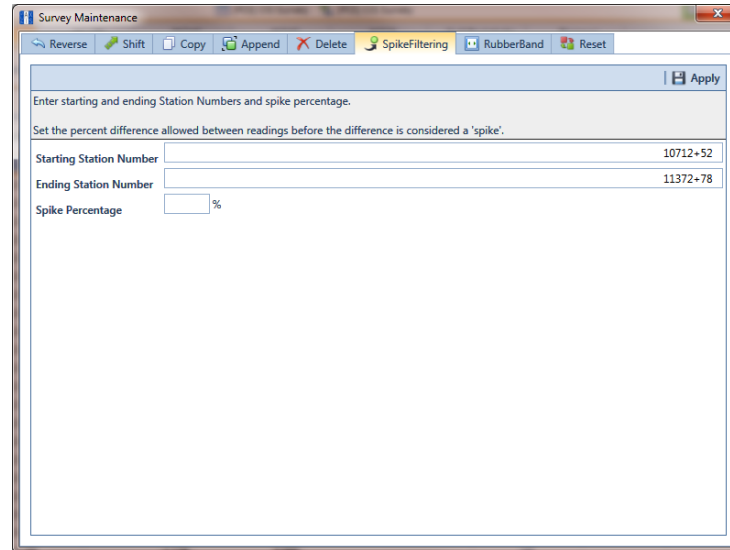 Survey Maintenance
Reverse Shift Copy Append Delete SpikeFiltering RubberBand Reset
Apply
Enter starting and ending Station Numbers and spike percentage.
Set the percent difference allowed between readings before the difference is considered a 'spike'.
Starting Station Number 10712+52
Ending Station Number 11372+78
Spike Percentage %